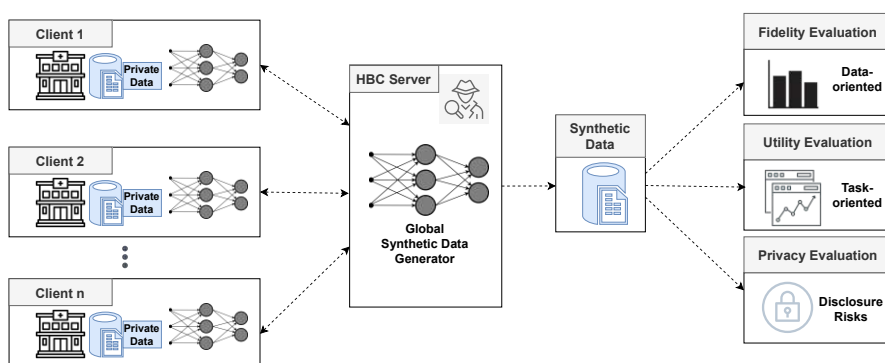 Client 1
Private
Data
Client 2
Private
Data
Client n
Private
Data
HBC Server
Global
Synthetic Data
Generator
Synthetic
Data
Fidelity Evaluation
Data-
oriented
Utility Evaluation
Task-
oriented
Privacy Evaluation
Disclosure
Risks